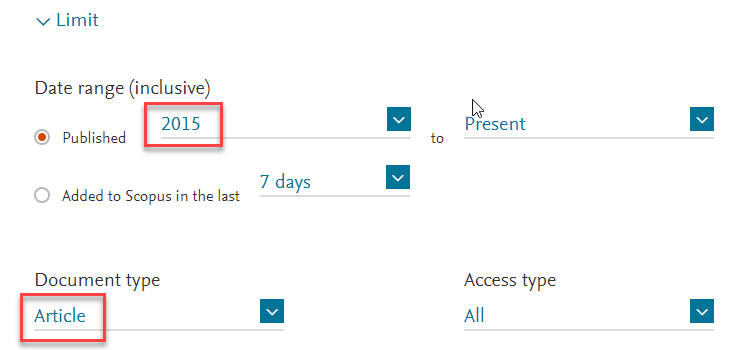 Limit
Date range (inclusive)
Published 2015 to Present
Added to Scopus in the last 7 days
Document type Access type
Article All